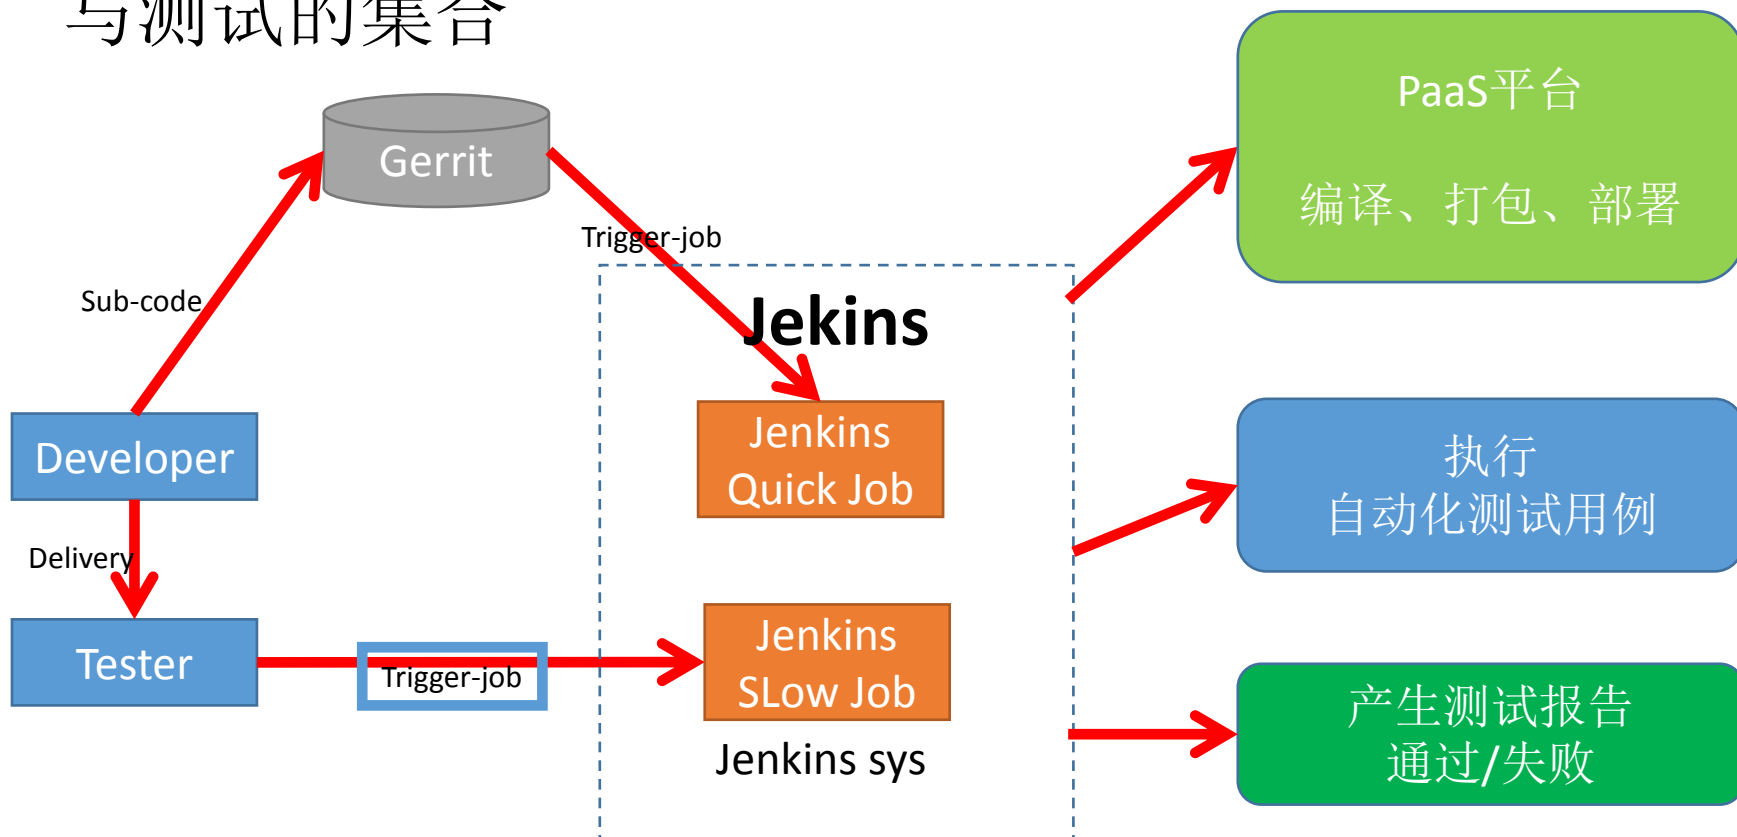 与测试的集合
PaaS平台
编译、打包、部署
Gerrit
Trigger-job
Sub-code
Jekins
Developer
Jenkins
Quick Job
执行
自动化测试用例
Delivery
Tester
Trigger-job
Jenkins
SLow Job
Jenkins sys
产生测试报告
通过/失败